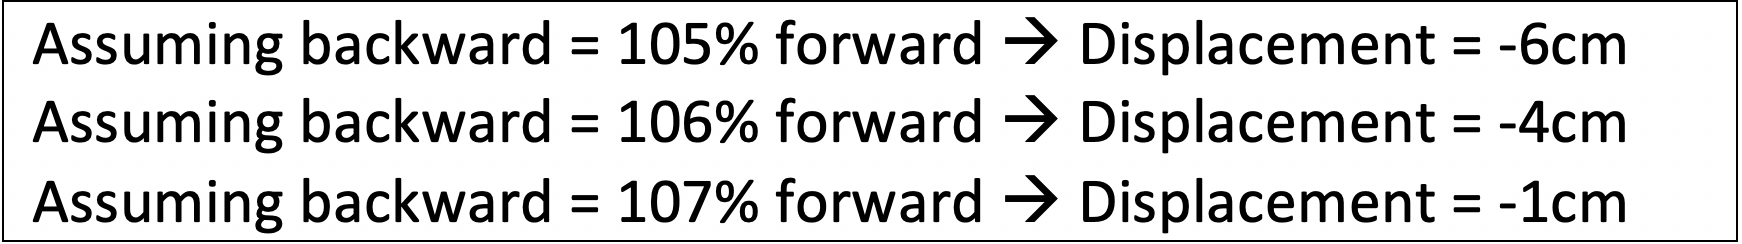 Assuming backward = 105% forward → Displacement = -6cm
Assuming backward = 106% forward → Displacement = -4cm
Assuming backward = 107% forward → Displacement = -1cm